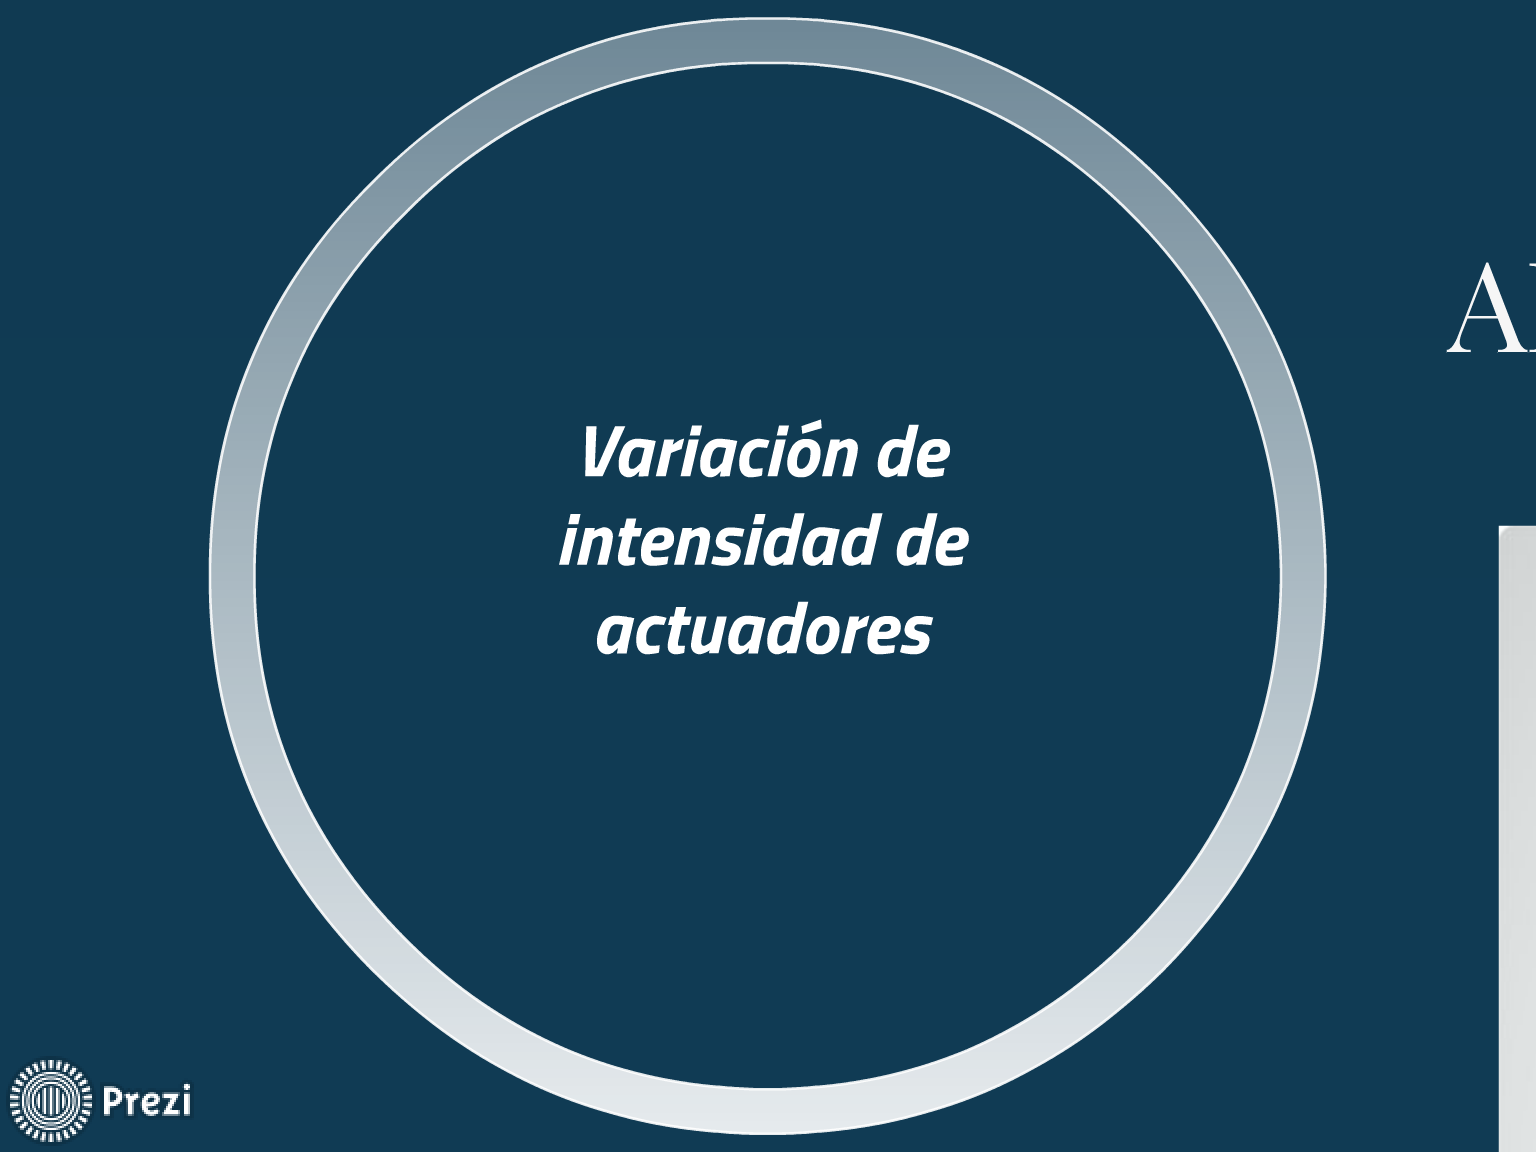 Variación de
intensidad de
actuadores
Prezi